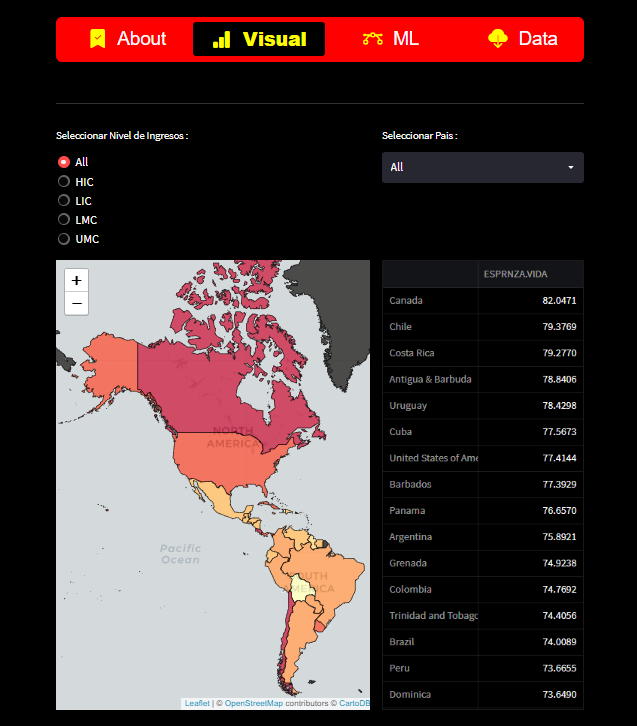 About
Visual
ML
Data
Seleccionar Nivel de Ingresos :
All
HIC
LIC
LMC
UMC
Seleccionar Pais :
All
+
−
NORTH
AMERICA
Pacific
Ocean
SOUTH
AMERICA
Leaflet | © OpenStreetMap contributors © CartoDB
ESPRNZA.VIDA
Canada 82.0471
Chile 79.3769
Costa Rica 79.2770
Antigua & Barbuda 78.8406
Uruguay 78.4298
Cuba 77.5673
United States of Ame 77.4144
Barbados 77.3929
Panama 76.6570
Argentina 75.8921
Grenada 74.9238
Colombia 74.7692
Trinidad and Tobago 74.4056
Brazil 74.0089
Peru 73.6655
Dominica 73.6490